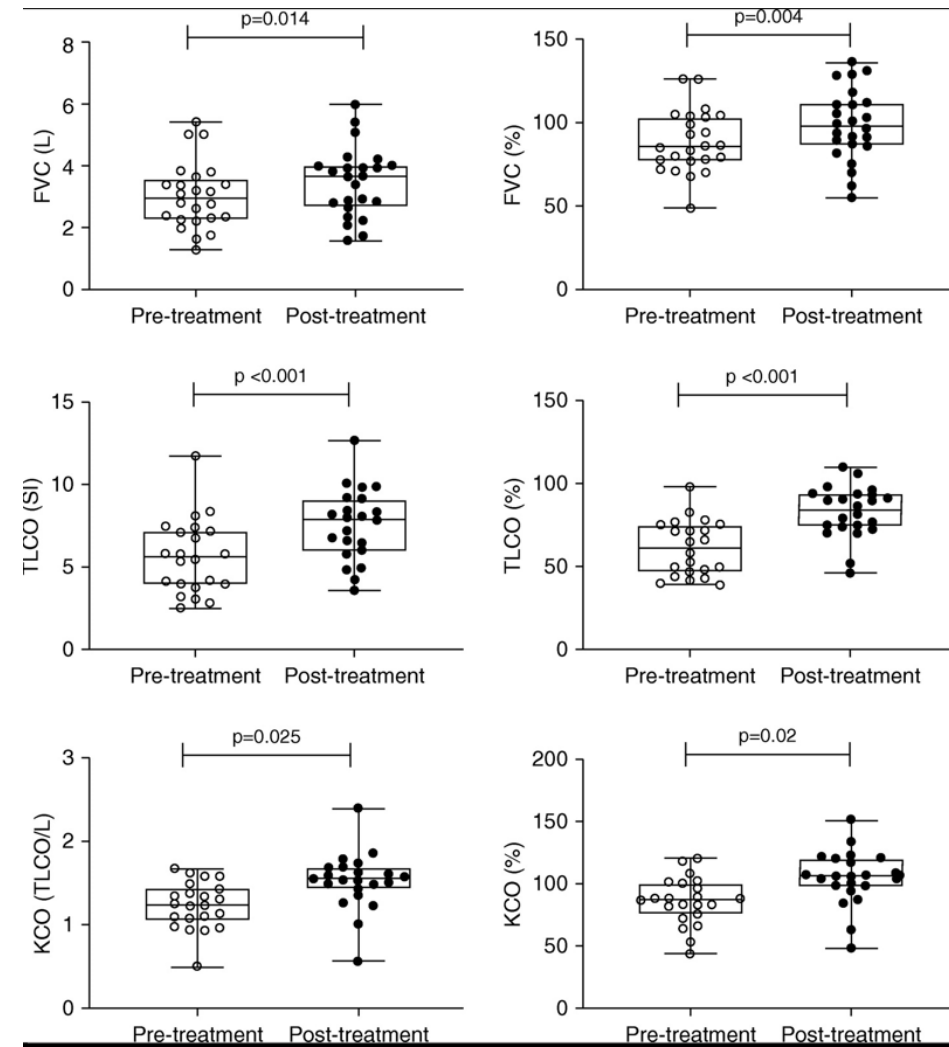 p=0.014
8
6
4
2
0
FVC (L)
Pre-treatment Post-treatment
p=0.004
150
100
50
0
FVC (%)
Pre-treatment Post-treatment
p <0.001
15
10
5
0
TLCO (SI)
Pre-treatment Post-treatment
p <0.001
150
100
50
0
TLCO (%)
Pre-treatment Post-treatment
p=0.025
3
2
1
0
KCO (TLCO/L)
Pre-treatment Post-treatment
p=0.02
200
150
100
50
0
KCO (%)
Pre-treatment Post-treatment